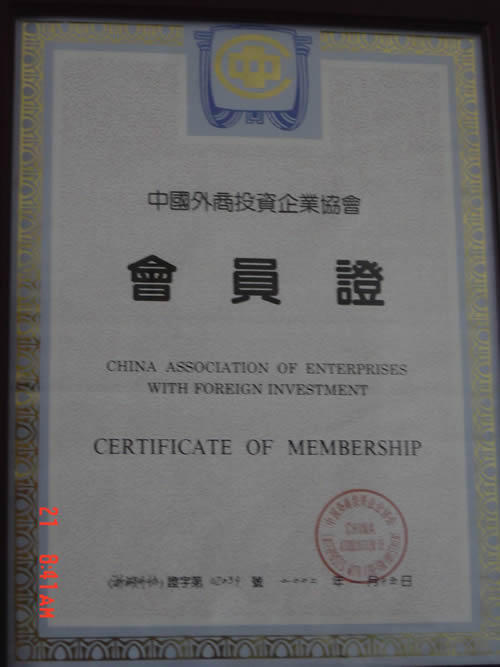 中國外商投資企業協會
會員證
CHINA ASSOCIATION OF ENTERPRISES
WITH FOREIGN INVESTMENT
CERTIFICATE OF MEMBERSHIP
CHINA
證字第 號 年 月 日
21 8:41AM